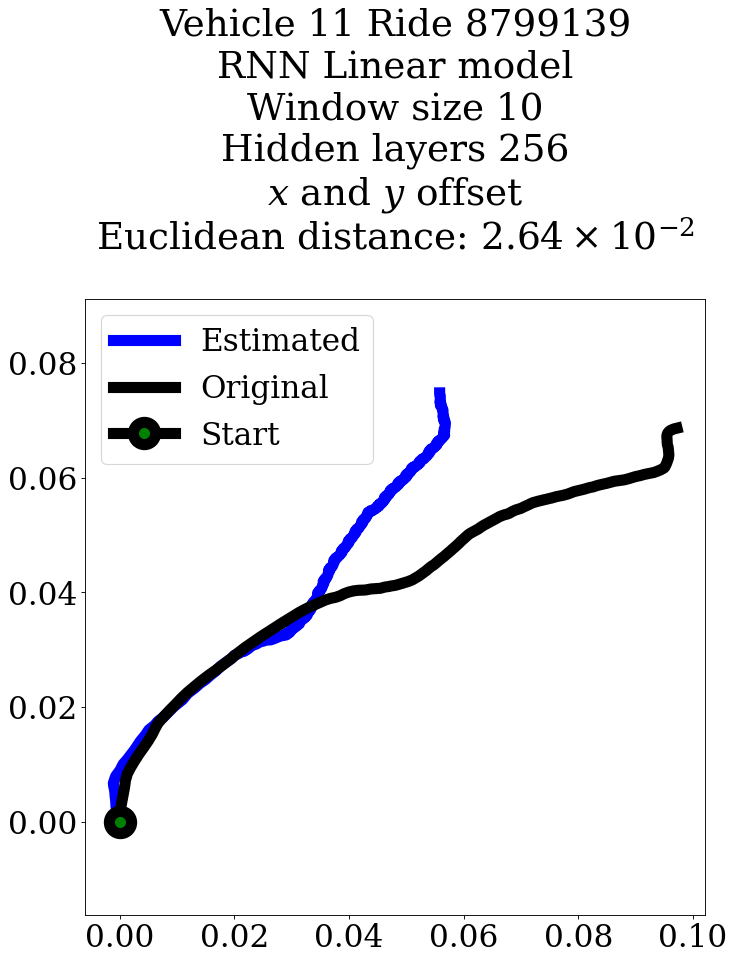 Vehicle 11 Ride 8799139
RNN Linear model
Window size 10
Hidden layers 256
x and y offset
Euclidean distance: 2.64 × 10⁻²
Estimated
Original
Start
0.08
0.06
0.04
0.02
0.00
0.00 0.02 0.04 0.06 0.08 0.10